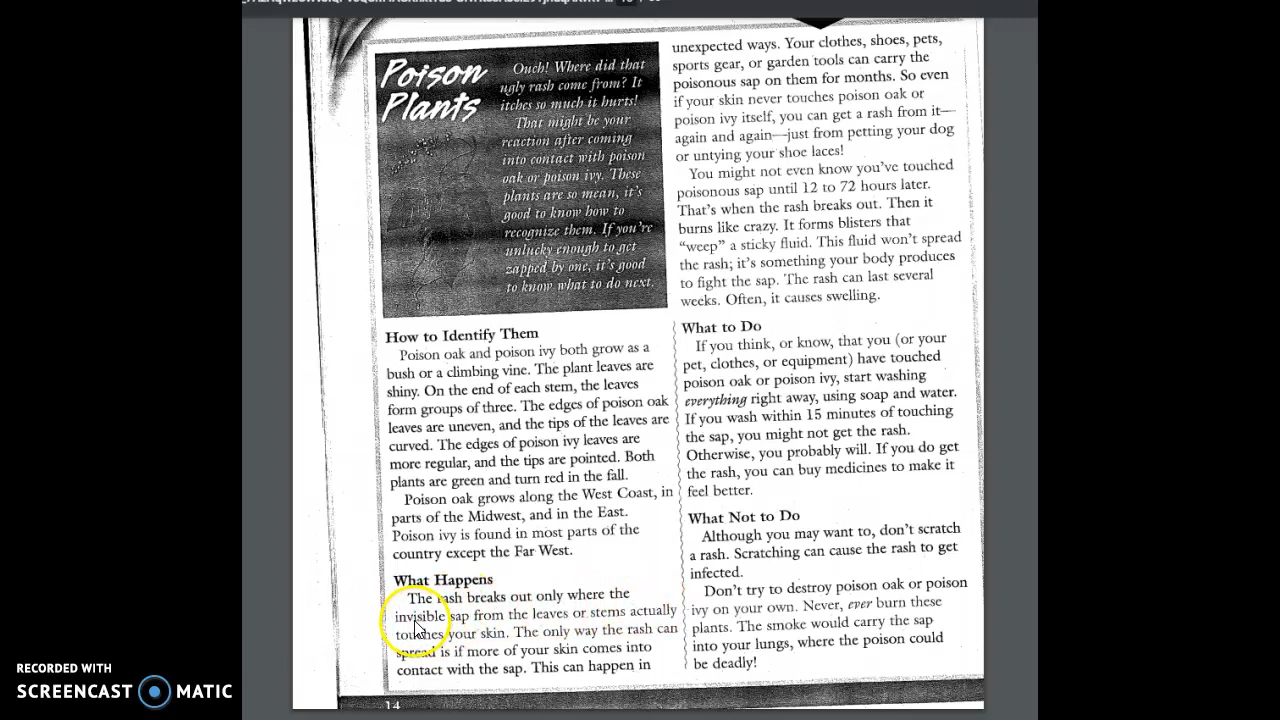 Poison
Plants
Ouch! Where did that
ugly rash come from? It
itches so much it hurts!
That might be your
reaction after coming
into contact with poison
oak or poison ivy. These
plants are so mean, it's
good to know how to
recognize them. If you're
unlucky enough to get
zapped by one, it's good
to know what to do next.
How to Identify Them
Poison oak and poison ivy both grow as a
bush or a climbing vine. The plant leaves are
shiny. On the end of each stem, the leaves
form groups of three. The edges of poison oak
leaves are uneven, and the tips of the leaves are
curved. The edges of poison ivy leaves are
more regular, and the tips are pointed. Both
plants are green and turn red in the fall.
Poison oak grows along the West Coast, in
parts of the Midwest, and in the East.
Poison ivy is found in most parts of the
country except the Far West.
What Happens
The rash breaks out only where the
invisible sap from the leaves or stems actually
touches your skin. The only way the rash can
spread is if more of your skin comes into
contact with the sap. This can happen in
14
unexpected ways. Your clothes, shoes, pets,
sports gear, or garden tools can carry the
poisonous sap on them for months. So even
if your skin never touches poison oak or
poison ivy itself, you can get a rash from it—
again and again—just from petting your dog
or untying your shoe laces!
You might not even know you've touched
poisonous sap until 12 to 72 hours later.
That's when the rash breaks out. Then it
burns like crazy. It forms blisters that
"weep" a sticky fluid. This fluid won't spread
the rash; it's something your body produces
to fight the sap. The rash can last several
weeks. Often, it causes swelling.
What to Do
If you think, or know, that you (or your
pet, clothes, or equipment) have touched
poison oak or poison ivy, start washing
everything right away, using soap and water.
If you wash within 15 minutes of touching
the sap, you might not get the rash.
Otherwise, you probably will. If you do get
the rash, you can buy medicines to make it
feel better.
What Not to Do
Although you may want to, don't scratch
a rash. Scratching can cause the rash to get
infected.
Don't try to destroy poison oak or poison
ivy on your own. Never, ever burn these
plants. The smoke would carry the sap
into your lungs, where the poison could
be deadly!
RECORDED WITH
SCREENCAST MATIC